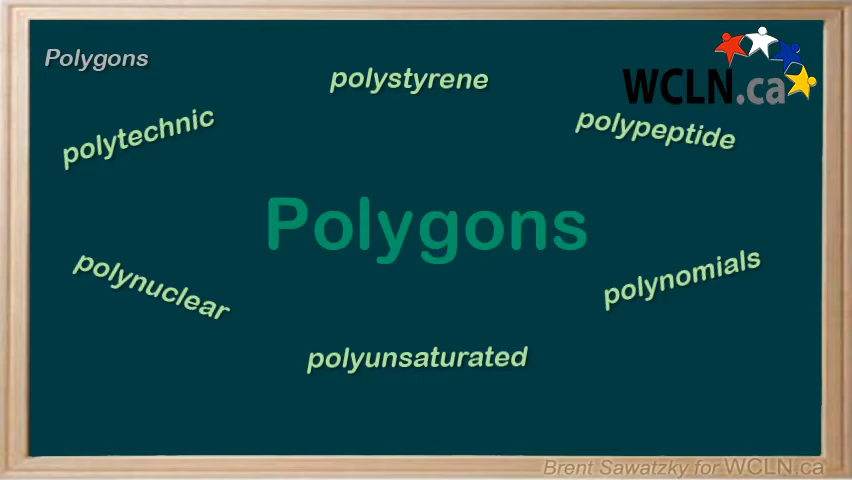 Polygons
polystyrene
WCLN.ca
polytechnic
polypeptide
Polygons
polynuclear
polynomials
polyunsaturated
Brent Sawatzky for WCLN.ca